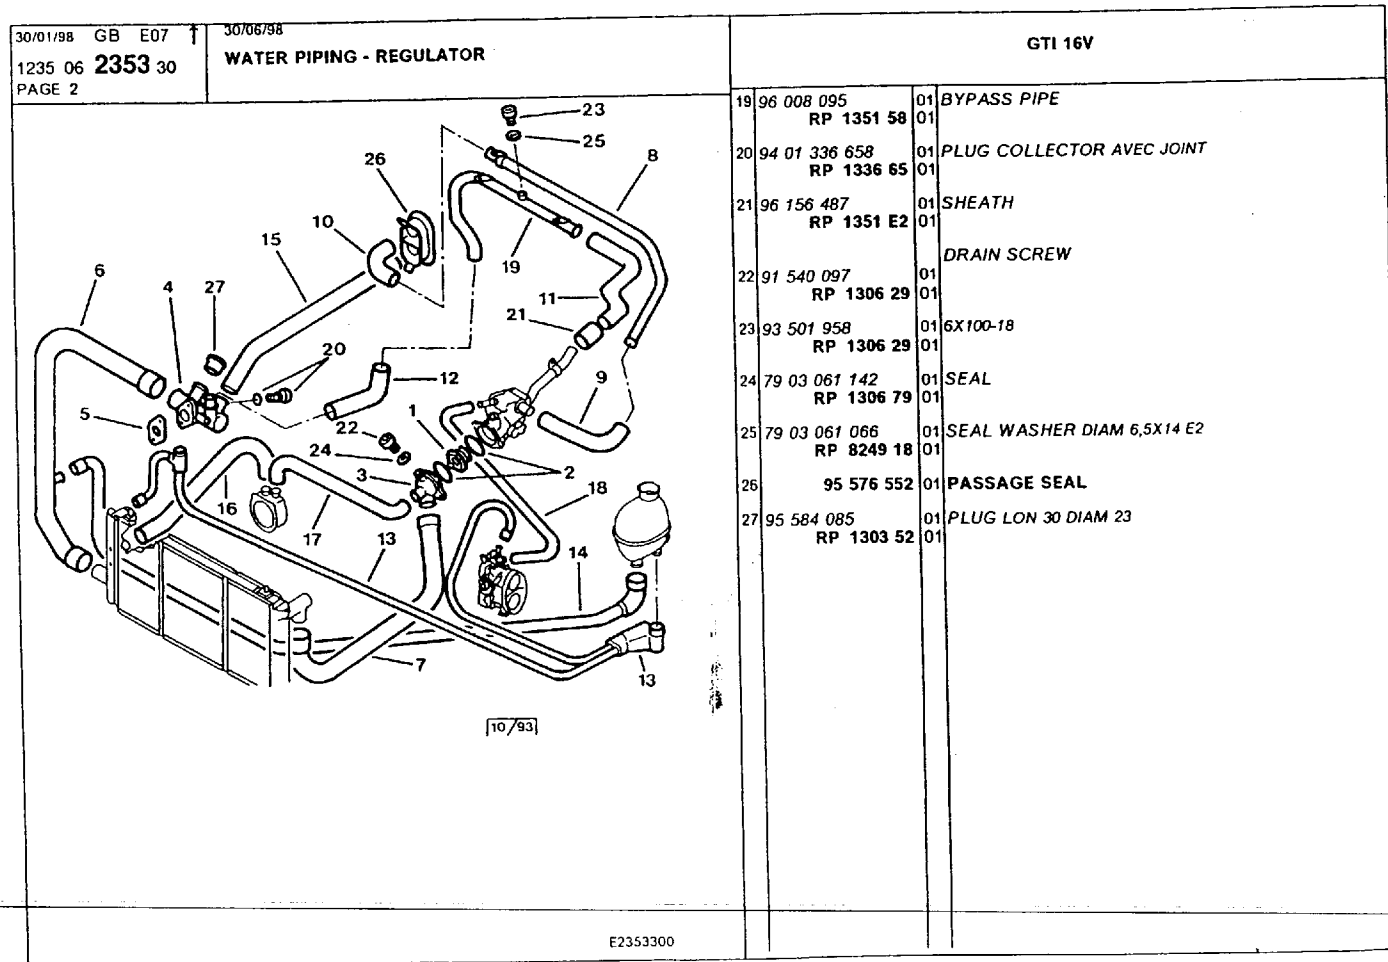 30/01/98 GB E07 ↑
1235 06 2353 30
PAGE 2
30/06/98
WATER PIPING - REGULATOR
GTI 16V
23
25
26
8
10
15
19
6
4
27
11
21
20
12
9
5
1
22
24
3
2
18
16
17
13
14
7
13
10/93
19 96 008 095 01 BYPASS PIPE
RP 1351 58 01
20 94 01 336 658 01 PLUG COLLECTOR AVEC JOINT
RP 1336 65 01
21 96 156 487 01 SHEATH
RP 1351 E2 01
DRAIN SCREW
22 91 540 097 01
RP 1306 29 01
23 93 501 958 01 6X100-18
RP 1306 29 01
24 79 03 061 142 01 SEAL
RP 1306 79 01
25 79 03 061 066 01 SEAL WASHER DIAM 6,5X14 E2
RP 8249 18 01
26 95 576 552 01 PASSAGE SEAL
27 95 584 085 01 PLUG LON 30 DIAM 23
RP 1303 52 01
E2353300